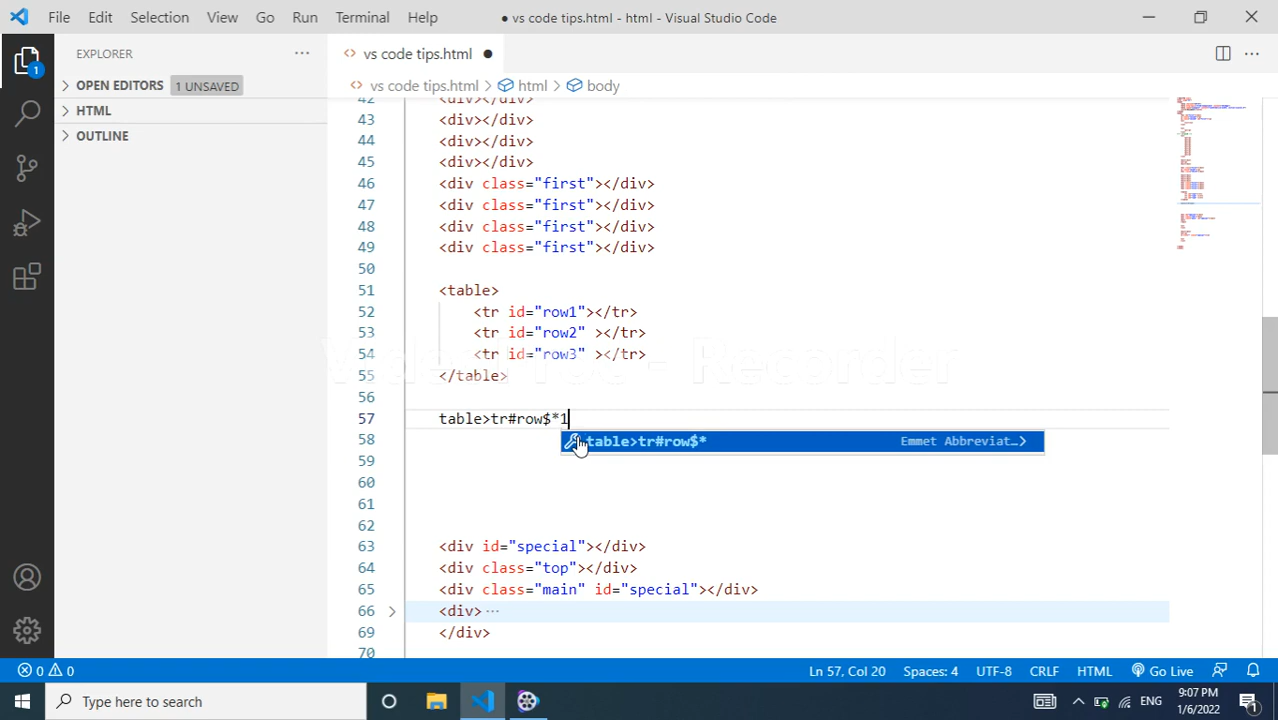 File Edit Selection View Go Run Terminal Help
● vs code tips.html - html - Visual Studio Code
EXPLORER ···
<> vs code tips.html ●
OPEN EDITORS 1 UNSAVED
HTML
OUTLINE
<> vs code tips.html > html > body
42 <div></div>
43 <div></div>
44 <div></div>
45 <div></div>
46 <div class="first"></div>
47 <div class="first"></div>
48 <div class="first"></div>
49 <div class="first"></div>
50
51 <table>
52 <tr id="row1"></tr>
53 <tr id="row2" ></tr>
54 <tr id="row3" ></tr>
55 </table>
56
57 table>tr#row$*1
58 table>tr#row$* Emmet Abbreviat…>
59
60
61
62
63 <div id="special"></div>
64 <div class="top"></div>
65 <div class="main" id="special"></div>
66 <div> ···
69 </div>
70
1
Recorder
0 0 Ln 57, Col 20 Spaces: 4 UTF-8 CRLF HTML Go Live
Type here to search
ENG
9:07 PM
1/6/2022
1